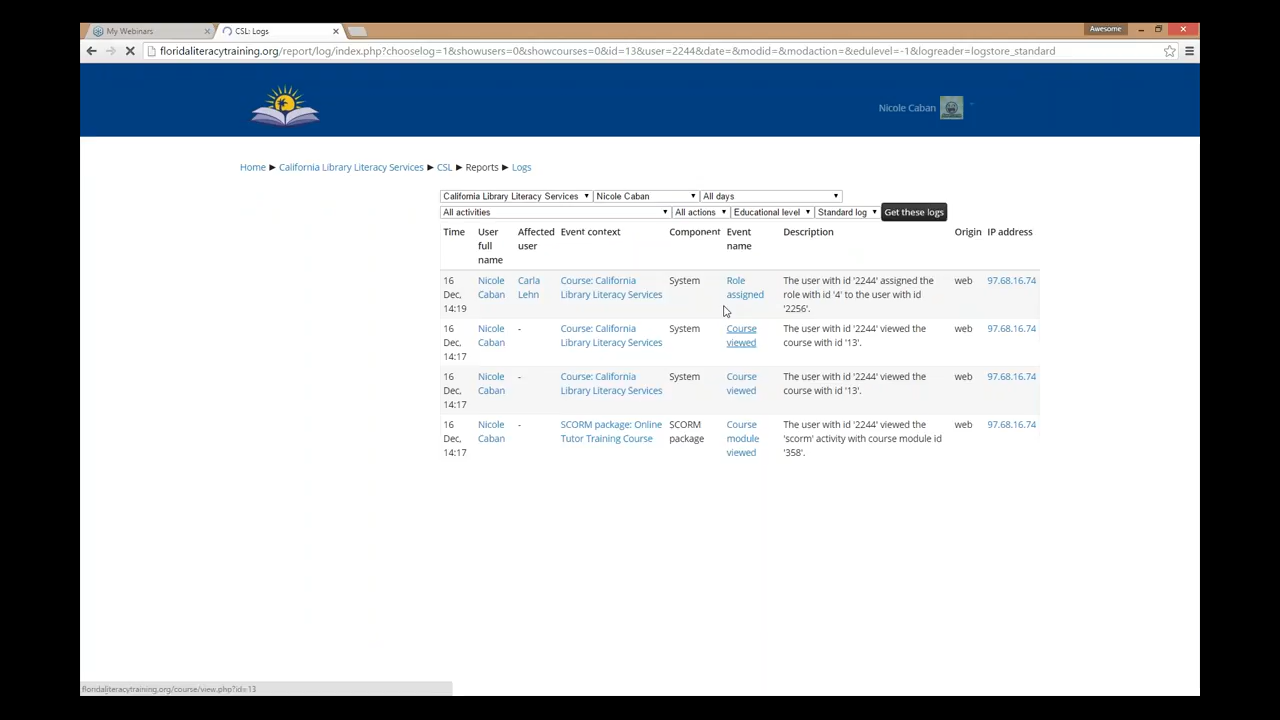 My Webinars × CSL: Logs ×
Awesome
floridaliteracytraining.org/report/log/index.php?chooselog=1&showusers=0&showcourses=0&id=13&user=2244&date=&modid=&modaction=&edulevel=-1&logreader=logstore_standard
Nicole Caban
Home ► California Library Literacy Services ► CSL ► Reports ► Logs
California Library Literacy Services Nicole Caban All days
All activities All actions Educational level Standard log Get these logs
Time User Affected Event context Component Event Description Origin IP address
full user name
name
16 Nicole Carla Course: California System Role The user with id '2244' assigned the web 97.68.16.74
Dec, Caban Lehn Library Literacy Services assigned role with id '4' to the user with id
14:19 '2256'.
16 Nicole - Course: California System Course The user with id '2244' viewed the web 97.68.16.74
Dec, Caban Library Literacy Services viewed course with id '13'.
14:17
16 Nicole - Course: California System Course The user with id '2244' viewed the web 97.68.16.74
Dec, Caban Library Literacy Services viewed course with id '13'.
14:17
16 Nicole - SCORM package: Online SCORM Course The user with id '2244' viewed the web 97.68.16.74
Dec, Caban Tutor Training Course package module 'scorm' activity with course module id
14:17 viewed '358'.
floridaliteracytraining.org/course/view.php?id=13